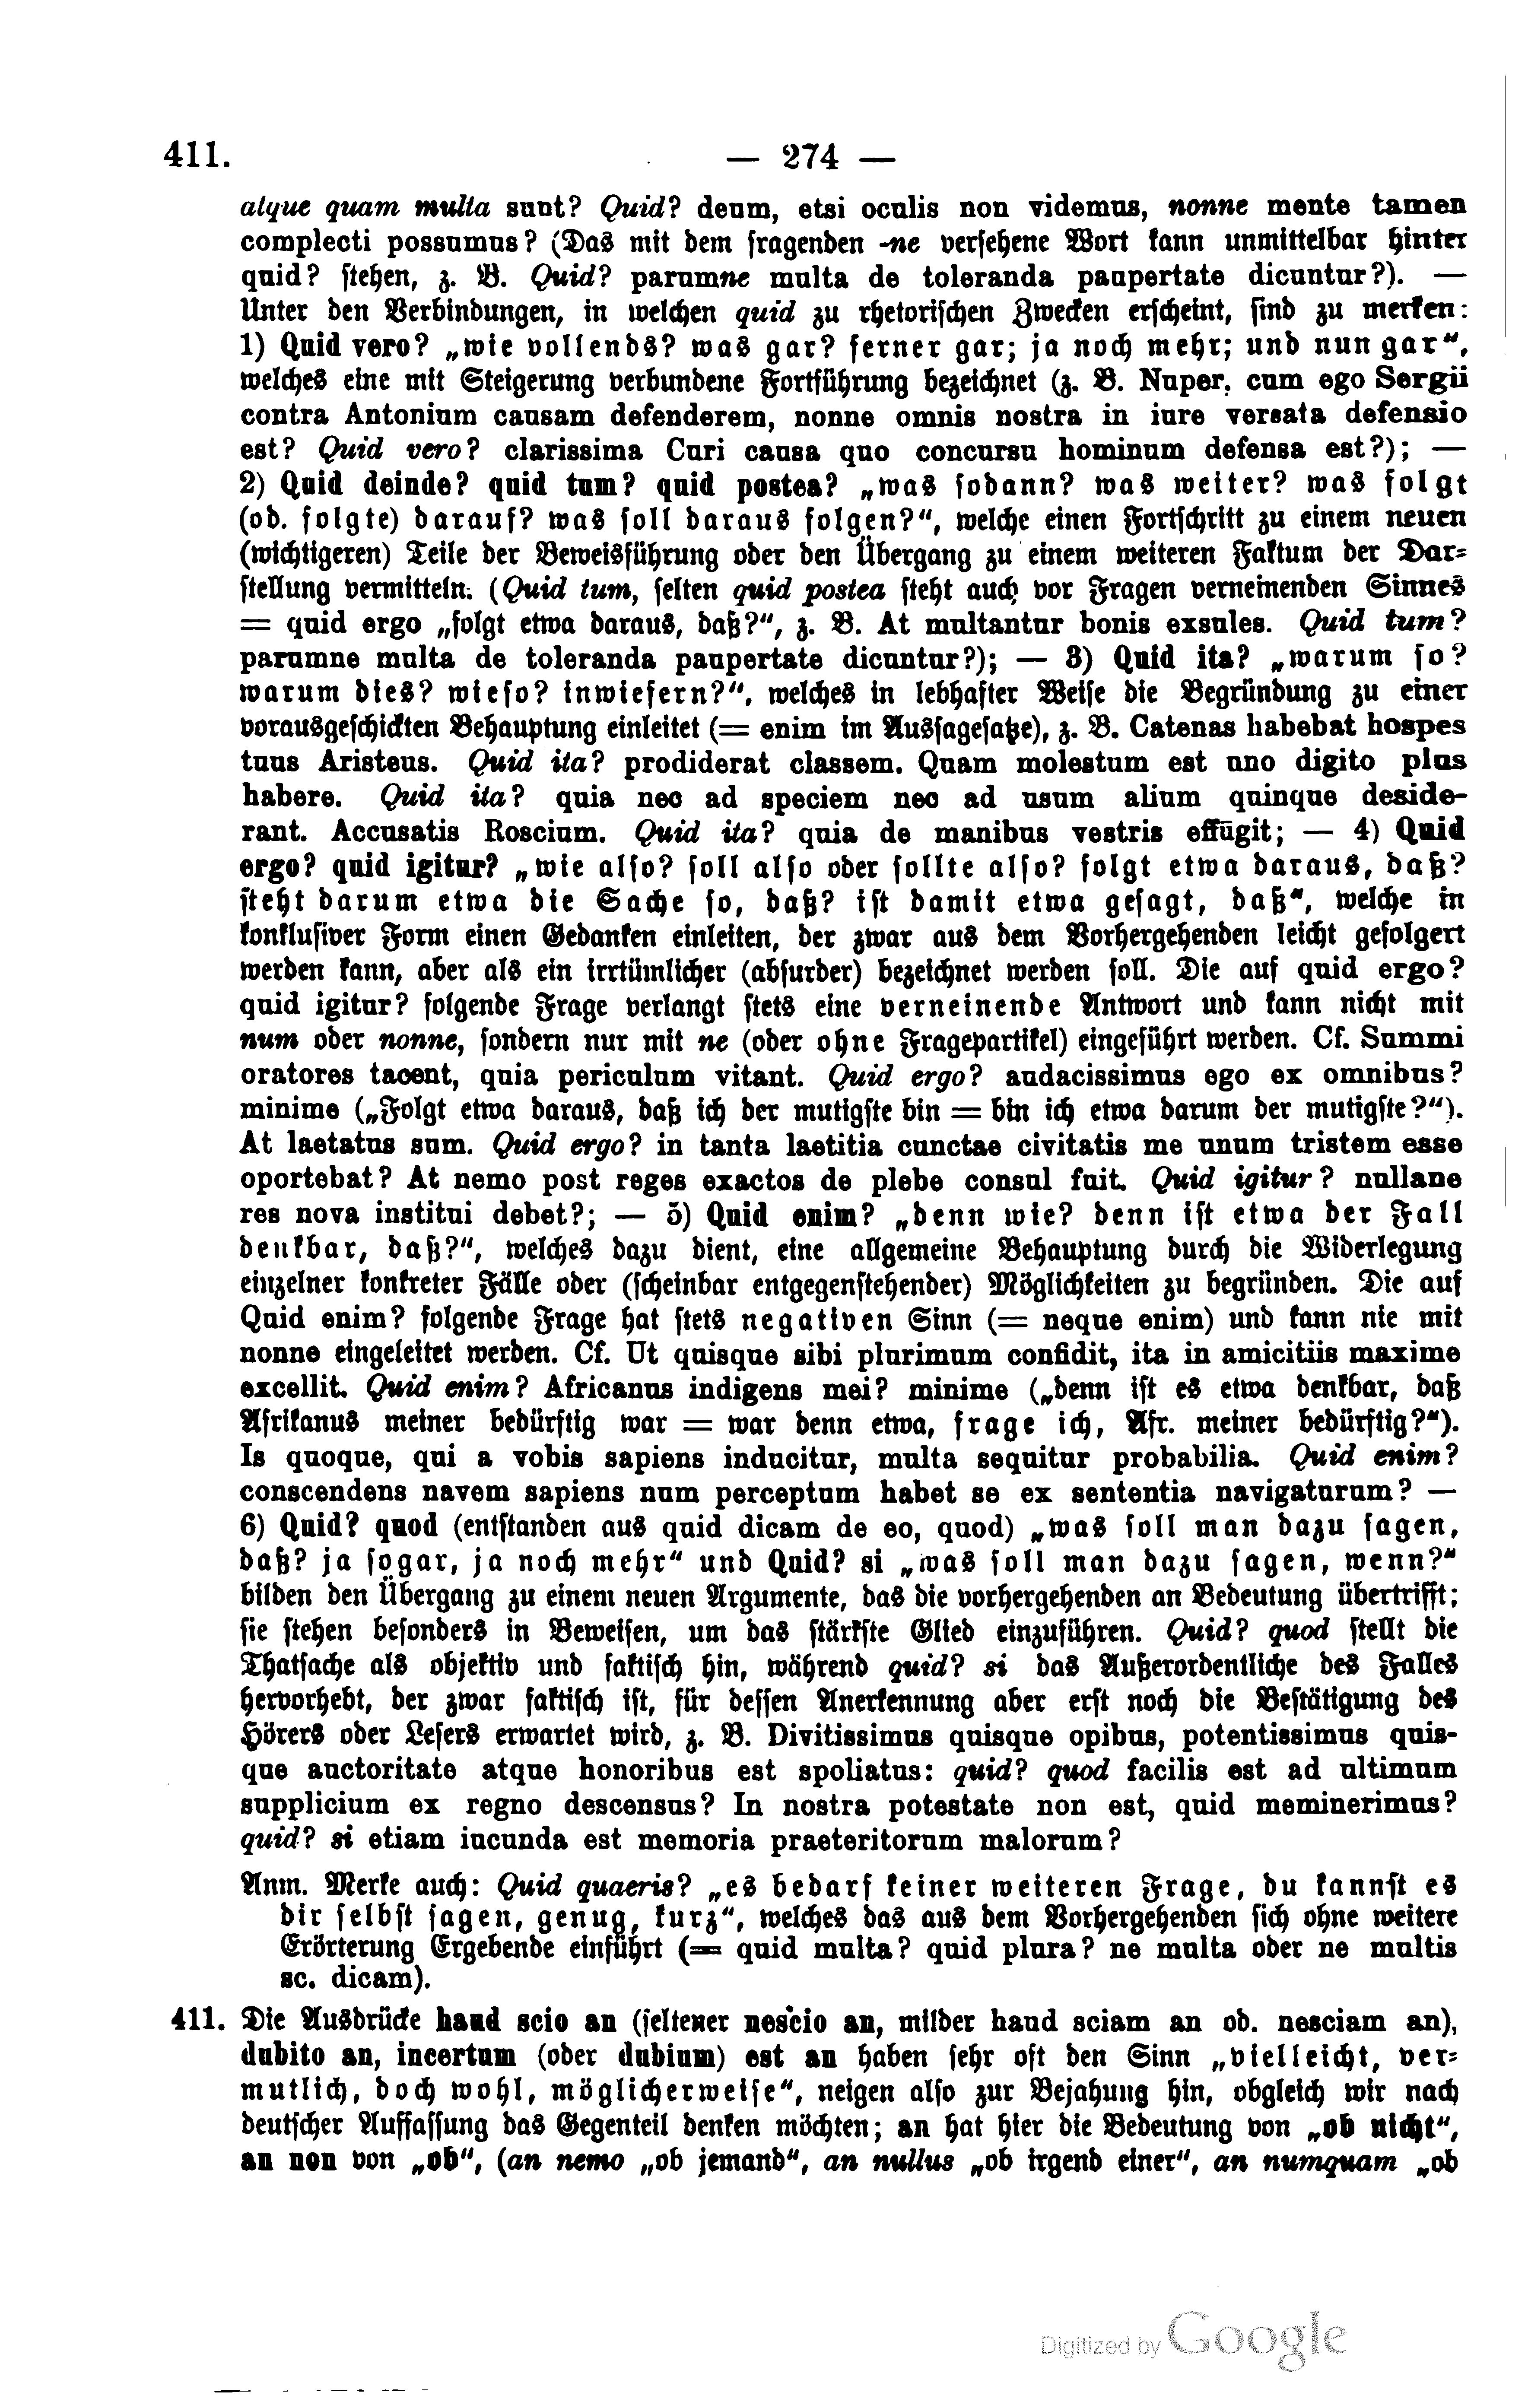 411.
— 274 —
atque quam multa sunt? Quid? deum, etsi oculis non videmus, nonne mente tamen
complecti possumus? (Das mit dem fragenden -ne versehene Wort kann unmittelbar hinter
quid? stehen, z. B. Quid? parumne multa de toleranda paupertate dicuntur?). —
Unter den Verbindungen, in welchen quid zu rhetorischen Zwecken erscheint, sind zu merken:
1) Quid vero? „wie vollends? was gar? ferner gar; ja noch mehr; und nun gar“,
welches eine mit Steigerung verbundene Fortführung bezeichnet (z. B. Nuper, cum ego Sergii
contra Antonium causam defenderem, nonne omnis nostra in iure versata defensio
est? Quid vero? clarissima Curi causa quo concursu hominum defensa est?); —
2) Quid deinde? quid tum? quid postea? „was sodann? was weiter? was folgt
(od. folgte) darauf? was soll daraus folgen?“, welche einen Fortschritt zu einem neuen
(wichtigeren) Teile der Beweisführung oder den Übergang zu einem weiteren Faktum der Dar-
stellung vermitteln. (Quid tum, selten quid postea steht auch vor Fragen verneinenden Sinnes
= quid ergo „folgt etwa daraus, daß?“, z. B. At multantur bonis exsules. Quid tum?
parumne multa de toleranda paupertate dicuntur?); — 3) Quid ita? „warum so?
warum dies? wieso? inwiefern?“, welches in lebhafter Weise die Begründung zu einer
vorausgeschickten Behauptung einleitet (= enim im Aussagesatze), z. B. Catenas habebat hospes
tuus Aristeus. Quid ita? prodiderat classem. Quam molestum est uno digito plus
habere. Quid ita? quia nec ad speciem nec ad usum alium quinque deside-
rant. Accusatis Roscium. Quid ita? quia de manibus vestris effūgit; — 4) Quid
ergo? quid igitur? „wie also? soll also oder sollte also? folgt etwa daraus, daß?
steht darum etwa die Sache so, daß? ist damit etwa gesagt, daß“, welche in
konklusiver Form einen Gedanken einleiten, der zwar aus dem Vorhergehenden leicht gefolgert
werden kann, aber als ein irrtümlicher (absurder) bezeichnet werden soll. Die auf quid ergo?
quid igitur? folgende Frage verlangt stets eine verneinende Antwort und kann nicht mit
num oder nonne, sondern nur mit ne (oder ohne Fragepartikel) eingeführt werden. Cf. Summi
oratores tacent, quia periculum vitant. Quid ergo? audacissimus ego ex omnibus?
minime („Folgt etwa daraus, daß ich der mutigste bin = bin ich etwa darum der mutigste?“).
At laetatus sum. Quid ergo? in tanta laetitia cunctae civitatis me unum tristem esse
oportebat? At nemo post reges exactos de plebe consul fuit. Quid igitur? nullane
res nova institui debet?; — 5) Quid enim? „denn wie? denn ist etwa der Fall
denkbar, daß?“, welches dazu dient, eine allgemeine Behauptung durch die Widerlegung
einzelner konkreter Fälle oder (scheinbar entgegenstehender) Möglichkeiten zu begründen. Die auf
Quid enim? folgende Frage hat stets negativen Sinn (= neque enim) und kann nie mit
nonne eingeleitet werden. Cf. Ut quisque sibi plurimum confidit, ita in amicitiis maxime
excellit. Quid enim? Africanus indigens mei? minime („denn ist es etwa denkbar, daß
Afrikanus meiner bedürftig war = war denn etwa, frage ich, Afr. meiner bedürftig?“).
Is quoque, qui a vobis sapiens inducitur, multa sequitur probabilia. Quid enim?
conscendens navem sapiens num perceptum habet se ex sententia navigaturum? —
6) Quid? quod (entstanden aus quid dicam de eo, quod) „was soll man dazu sagen,
daß? ja sogar, ja noch mehr“ und Quid? si „was soll man dazu sagen, wenn?“
bilden den Übergang zu einem neuen Argumente, das die vorhergehenden an Bedeutung übertrifft;
sie stehen besonders in Beweisen, um das stärkste Glied einzuführen. Quid? quod stellt die
Thatsache als objektiv und faktisch hin, während quid? si das Außerordentliche des Falles
hervorhebt, der zwar faktisch ist, für dessen Anerkennung aber erst noch die Bestätigung des
Hörers oder Lesers erwartet wird, z. B. Divitissimus quisque opibus, potentissimus quis-
que auctoritate atque honoribus est spoliatus: quid? quod facilis est ad ultimum
supplicium ex regno descensus? In nostra potestate non est, quid meminerimus?
quid? si etiam iucunda est memoria praeteritorum malorum?
Anm. Merke auch: Quid quaeris? „es bedarf keiner weiteren Frage, du kannst es
dir selbst sagen, genug, kurz“, welches das aus dem Vorhergehenden sich ohne weitere
Erörterung Ergebende einführt (= quid multa? quid plura? ne multa oder ne multis
sc. dicam).
411. Die Ausdrücke haud scio an (seltener nescio an, milder haud sciam an od. nesciam an),
dubito an, incertum (oder dubium) est an haben sehr oft den Sinn „vielleicht, ver-
mutlich, doch wohl, möglicherweise“, neigen also zur Bejahung hin, obgleich wir nach
deutscher Auffassung das Gegenteil denken möchten; an hat hier die Bedeutung von „ob nicht“,
an non von „ob“, (an nemo „ob jemand“, an nullus „ob irgend einer“, an numquam „ob
Digitized by Google